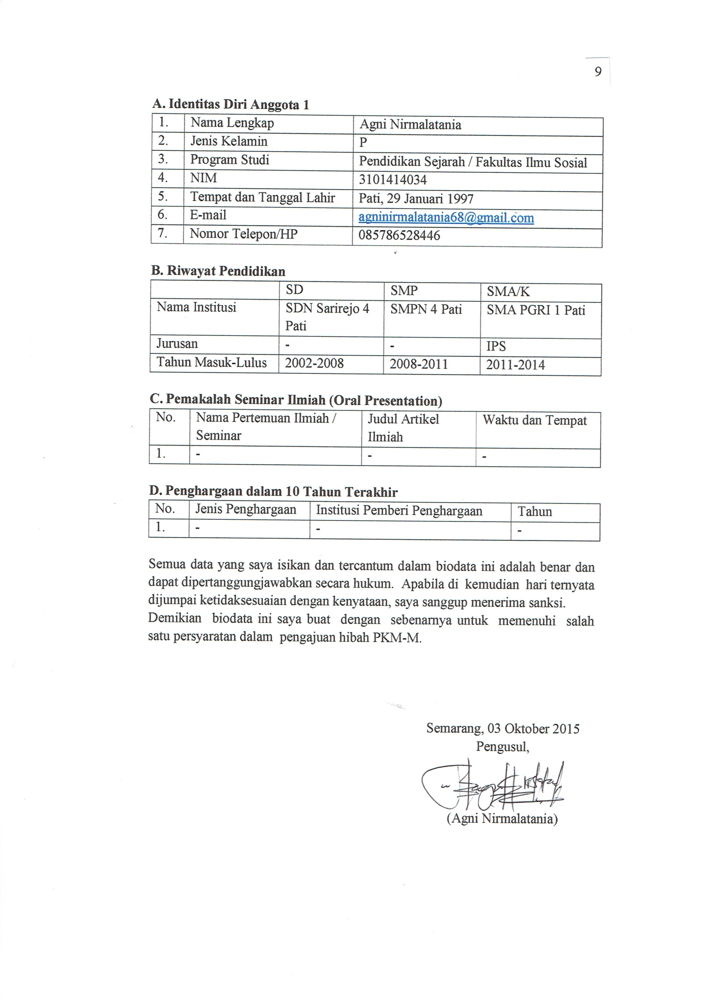 9
A. Identitas Diri Anggota 1
1. Nama Lengkap Agni Nirmalatania
2. Jenis Kelamin P
3. Program Studi Pendidikan Sejarah / Fakultas Ilmu Sosial
4. NIM 3101414034
5. Tempat dan Tanggal Lahir Pati, 29 Januari 1997
6. E-mail agninirmalatania68@gmail.com
7. Nomor Telepon/HP 085786528446
B. Riwayat Pendidikan
SD SMP SMA/K
Nama Institusi SDN Sarirejo 4 SMPN 4 Pati SMA PGRI 1 Pati
Pati
Jurusan - - IPS
Tahun Masuk-Lulus 2002-2008 2008-2011 2011-2014
C. Pemakalah Seminar Ilmiah (Oral Presentation)
No. Nama Pertemuan Ilmiah / Judul Artikel Waktu dan Tempat
Seminar Ilmiah
1. - - -
D. Penghargaan dalam 10 Tahun Terakhir
No. Jenis Penghargaan Institusi Pemberi Penghargaan Tahun
1. - - -
Semua data yang saya isikan dan tercantum dalam biodata ini adalah benar dan
dapat dipertanggungjawabkan secara hukum. Apabila di kemudian hari ternyata
dijumpai ketidaksesuaian dengan kenyataan, saya sanggup menerima sanksi.
Demikian biodata ini saya buat dengan sebenarnya untuk memenuhi salah
satu persyaratan dalam pengajuan hibah PKM-M.
Semarang, 03 Oktober 2015
Pengusul,
(Agni Nirmalatania)